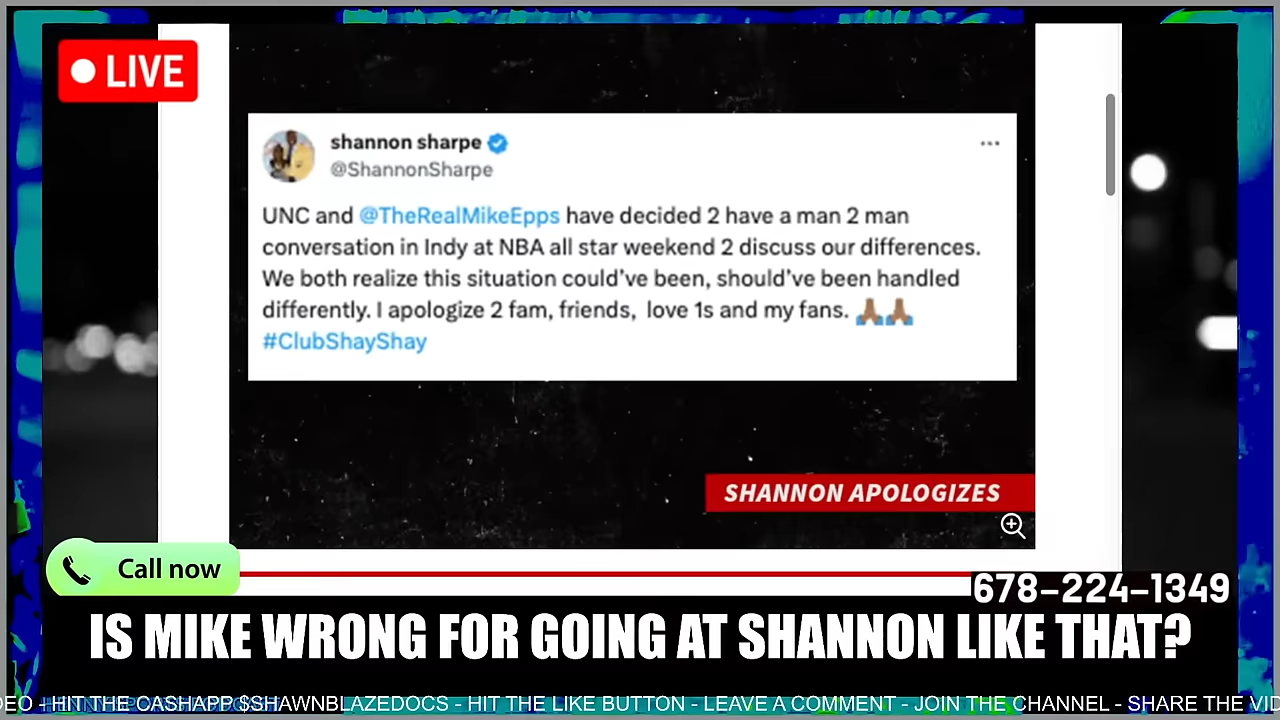 LIVE
shannon sharpe
@ShannonSharpe
UNC and @TheRealMikeEpps have decided 2 have a man 2 man
conversation in Indy at NBA all star weekend 2 discuss our differences.
We both realize this situation could've been, should've been handled
differently. I apologize 2 fam, friends, love 1s and my fans. 🙏🏽🙏🏽
#ClubShayShay
SHANNON APOLOGIZES
Call now
678-224-1349
IS MIKE WRONG FOR GOING AT SHANNON LIKE THAT?
DEO - HIT THE CASHAPP $SHAWNBLAZEDOCS - HIT THE LIKE BUTTON - LEAVE A COMMENT - JOIN THE CHANNEL - SHARE THE VID